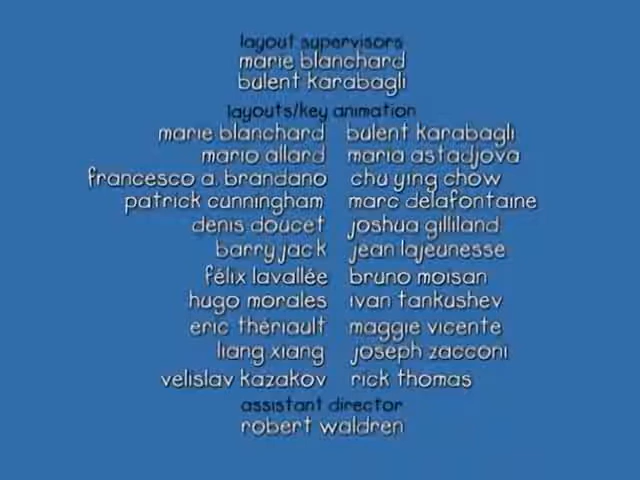 layout supervisors
marie blanchard
bulent karabagli
layouts/key animation
marie blanchard bulent karabagli
mario allard maria astadjova
francesco a. brandano chu ying chow
patrick cunningham marc delafontaine
denis doucet joshua gilliland
barry jack jean lajeunesse
félix lavallée bruno moisan
hugo morales ivan tankushev
eric thériault maggie vicente
liang xiang joseph zacconi
velislav kazakov rick thomas
assistant director
robert waldren